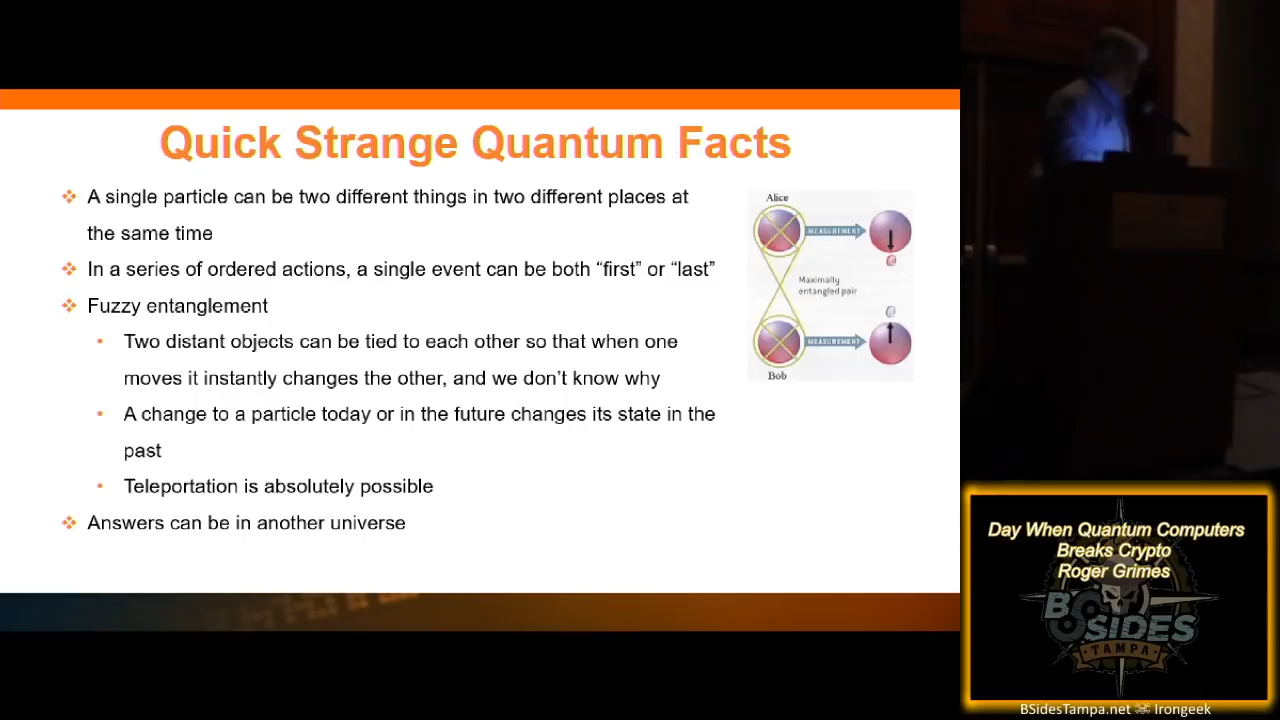 Quick Strange Quantum Facts
A single particle can be two different things in two different places at
the same time
In a series of ordered actions, a single event can be both “first” or “last”
Fuzzy entanglement
Two distant objects can be tied to each other so that when one
moves it instantly changes the other, and we don’t know why
A change to a particle today or in the future changes its state in the
past
Teleportation is absolutely possible
Answers can be in another universe
Alice
MEASUREMENT
Maximally
entangled pair
MEASUREMENT
Bob
Day When Quantum Computers
Breaks Crypto
Roger Grimes
B SIDES
TAMPA
BSidesTampa.net Irongeek